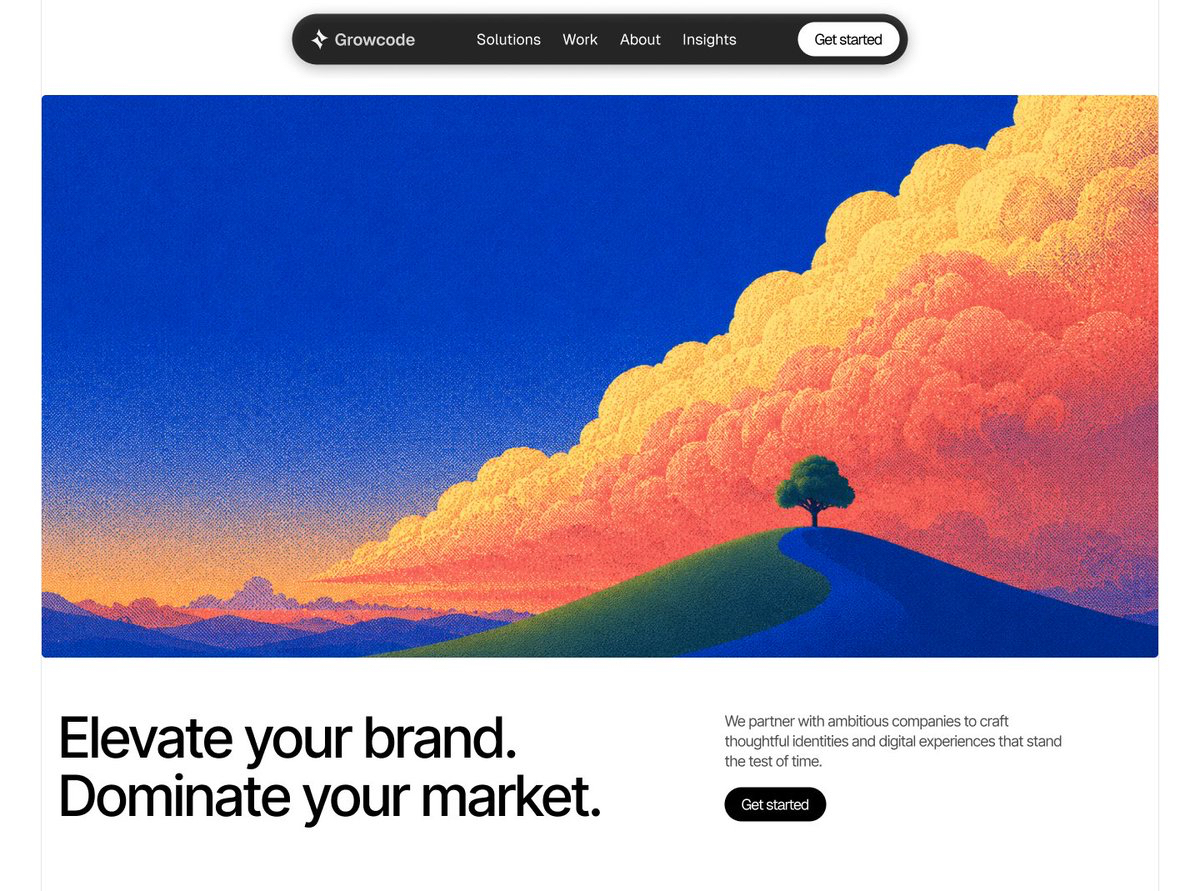 Growcode
Solutions
Work
About
Insights
Get started
Elevate your brand.
Dominate your market.
We partner with ambitious companies to craft
thoughtful identities and digital experiences that stand
the test of time.
Get started